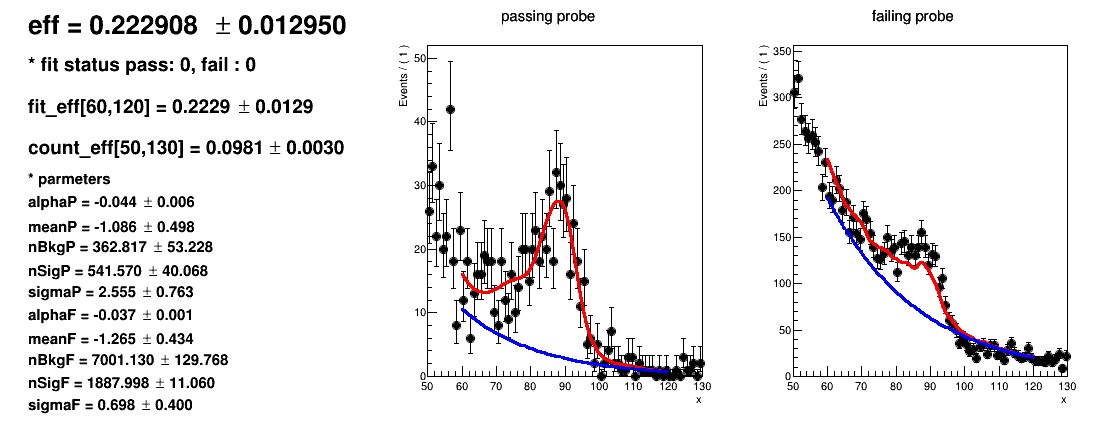 eff = 0.222908 ± 0.012950
* fit status pass: 0, fail : 0
fit_eff[60,120] = 0.2229 ± 0.0129
count_eff[50,130] = 0.0981 ± 0.0030
* parmeters
alphaP = -0.044 ± 0.006
meanP = -1.086 ± 0.498
nBkgP = 362.817 ± 53.228
nSigP = 541.570 ± 40.068
sigmaP = 2.555 ± 0.763
alphaF = -0.037 ± 0.001
meanF = -1.265 ± 0.434
nBkgF = 7001.130 ± 129.768
nSigF = 1887.998 ± 11.060
sigmaF = 0.698 ± 0.400
passing probe
Events / ( 1 )
50
40
30
20
10
0
50 60 70 80 90 100 110 120 130
x
failing probe
Events / ( 1 )
350
300
250
200
150
100
50
0
50 60 70 80 90 100 110 120 130
x